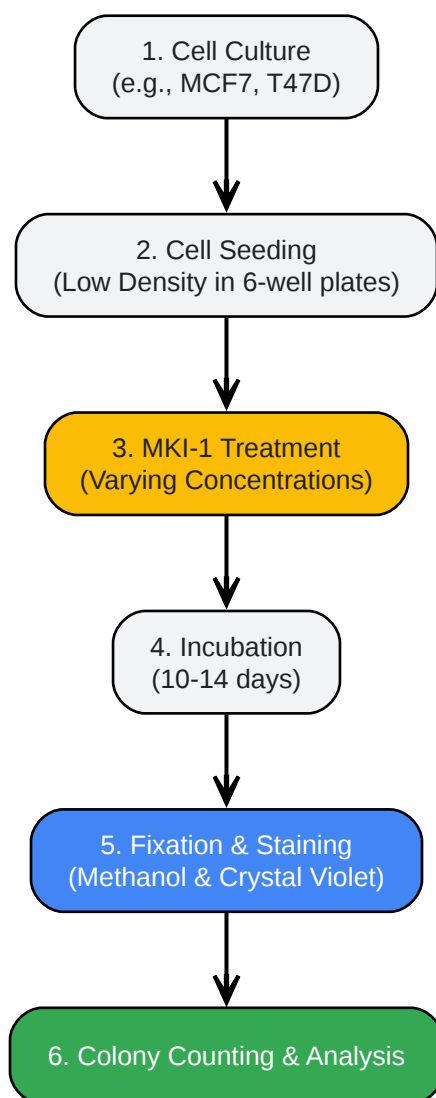 1. Cell Culture
(e.g., MCF7, T47D)
2. Cell Seeding
(Low Density in 6-well plates)
3. MKI-1 Treatment
(Varying Concentrations)
4. Incubation
(10-14 days)
5. Fixation & Staining
(Methanol & Crystal Violet)
6. Colony Counting & Analysis